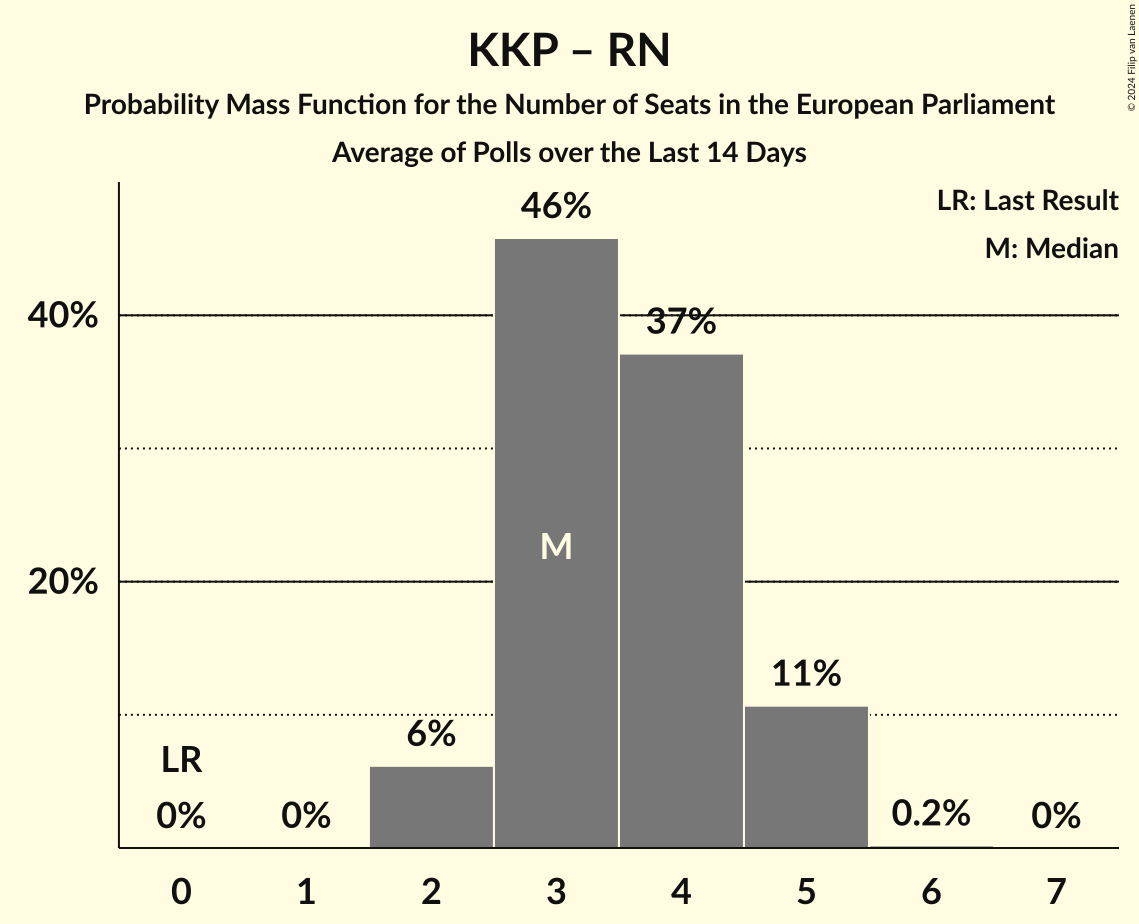 KKP – RN
Probability Mass Function for the Number of Seats in the European Parliament
Average of Polls over the Last 14 Days
© 2024 Filip van Laenen
LR: Last Result
M: Median
46%
40%
37%
M
20%
11%
6%
LR
0%
0%
0.2%
0%
0 1 2 3 4 5 6 7